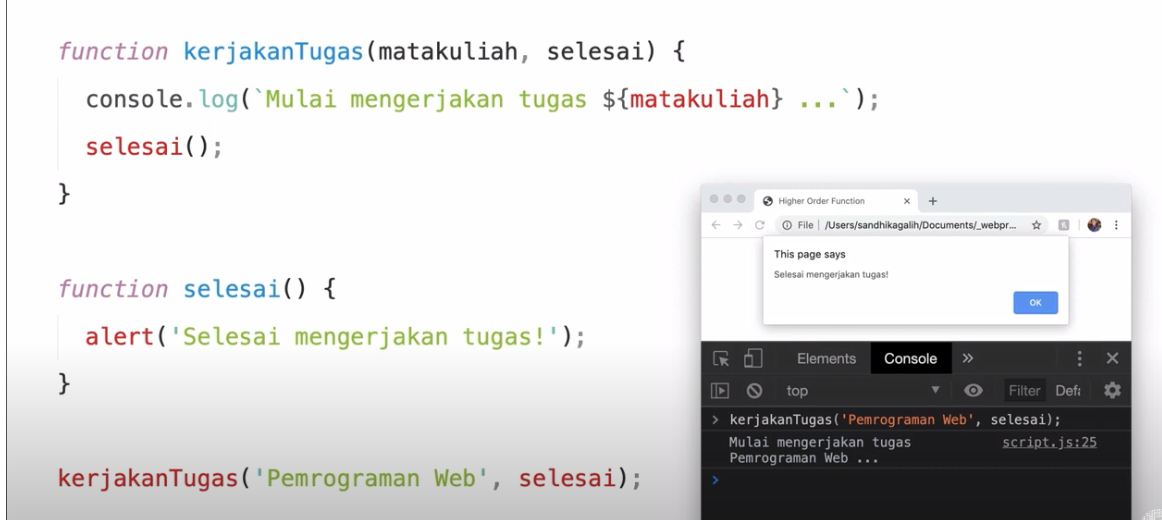 function kerjakanTugas(matakuliah, selesai) {
console.log(`Mulai mengerjakan tugas ${matakuliah} ...`);
selesai();
}
function selesai() {
alert('Selesai mengerjakan tugas!');
}
kerjakanTugas('Pemrograman Web', selesai);
Higher Order Function
File | /Users/sandhikagalih/Documents/_webpr...
This page says
Selesai mengerjakan tugas!
OK
Elements Console »
top Filter Defa
> kerjakanTugas('Pemrograman Web', selesai);
Mulai mengerjakan tugas script.js:25
Pemrograman Web ...
>